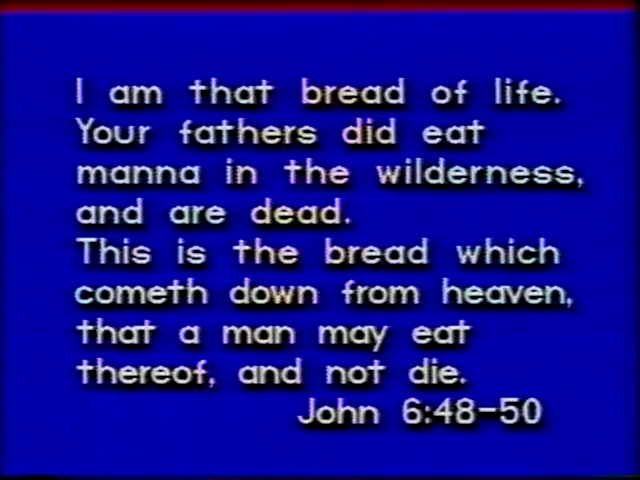 I am that bread of life.
Your fathers did eat
manna in the wilderness,
and are dead.
This is the bread which
cometh down from heaven,
that a man may eat
thereof, and not die.
John 6:48-50